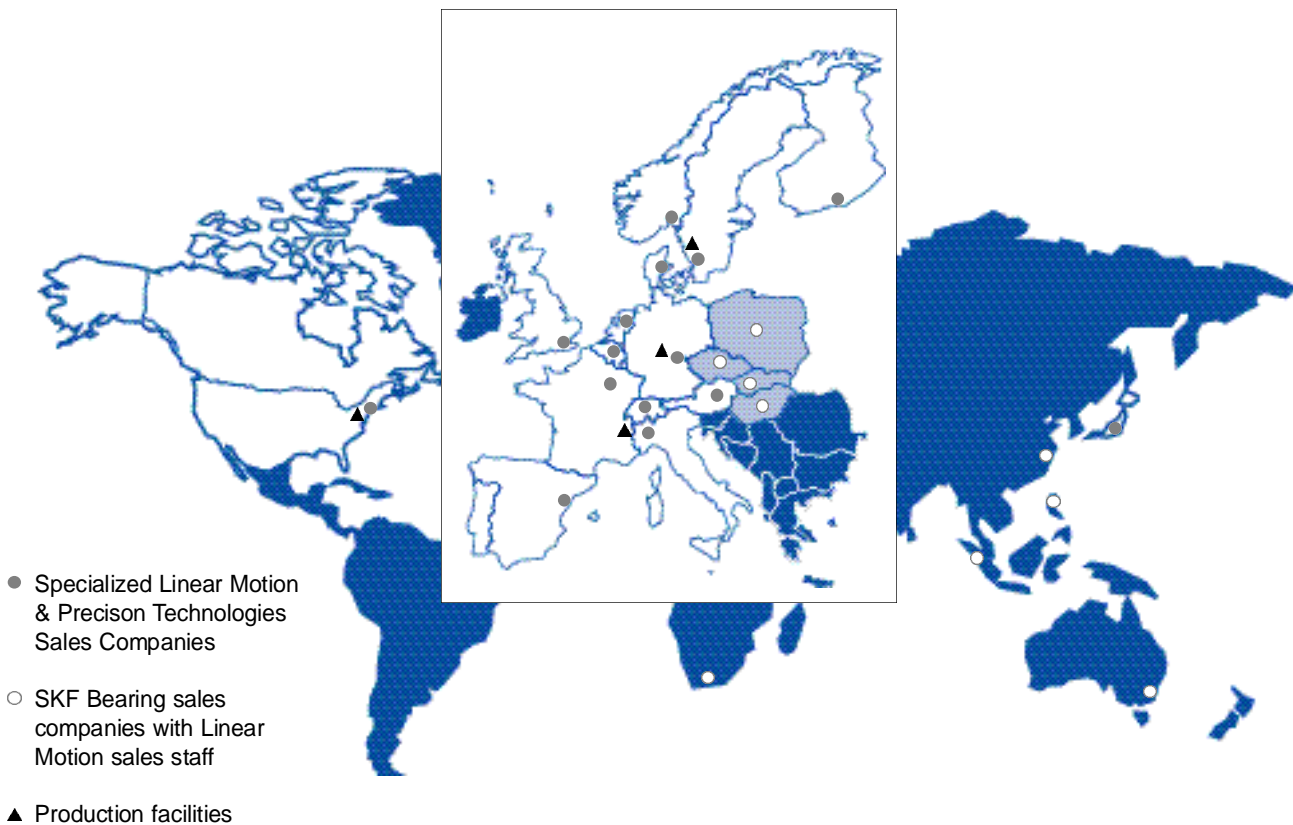 Specialized Linear Motion
& Precison Technologies
Sales Companies
SKF Bearing sales
companies with Linear
Motion sales staff
Production facilities